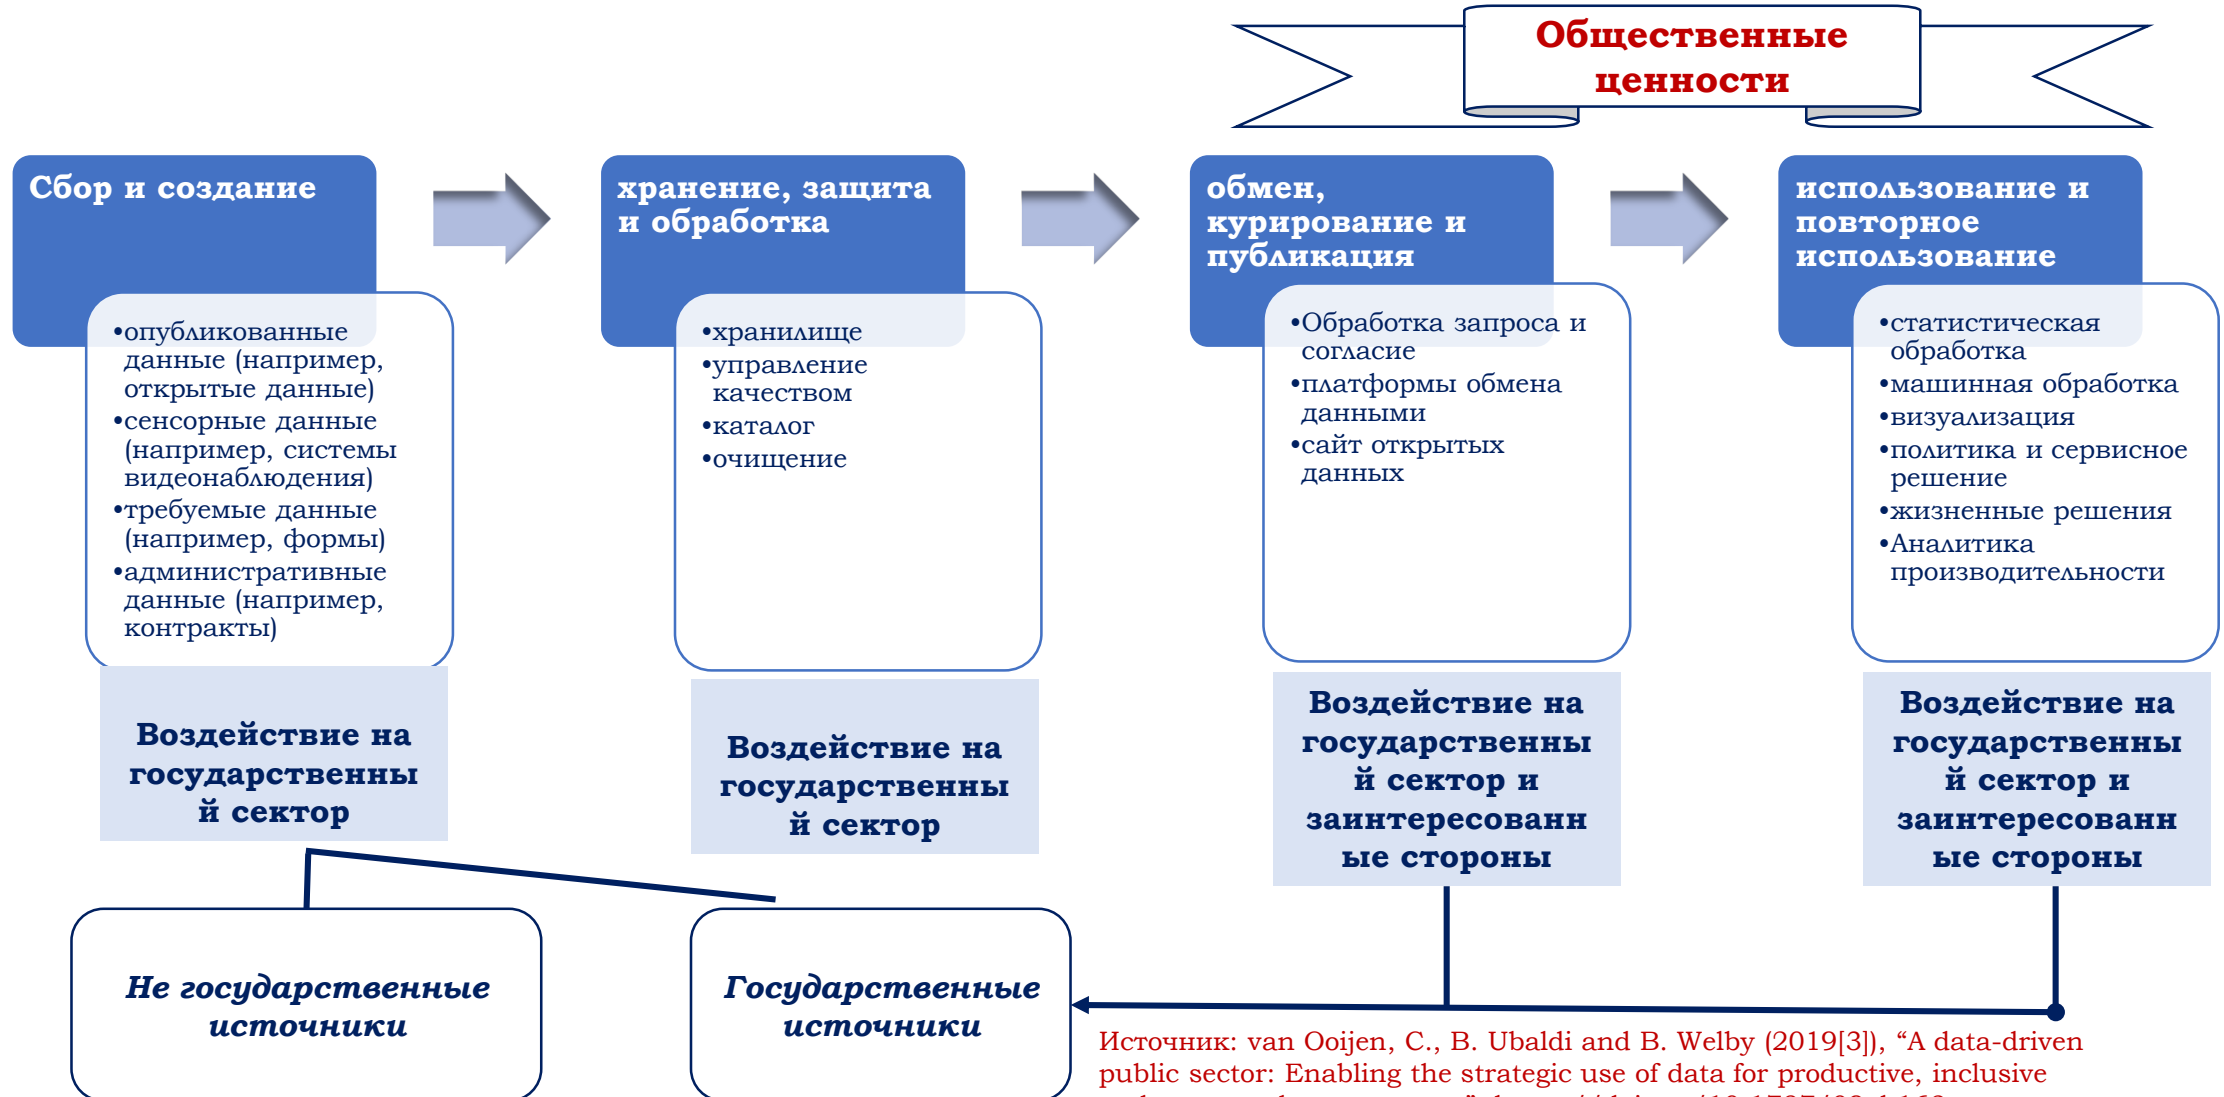 Общественные
ценности
Сбор и создание
•опубликованные
данные (например,
открытые данные)
•сенсорные данные
(например, системы
видеонаблюдения)
•требуемые данные
(например, формы)
•административные
данные (например,
контракты)
Воздействие на
государственны
й сектор
хранение, защита
и обработка
•хранилище
•управление
качеством
•каталог
•очищение
Воздействие на
государственны
й сектор
обмен,
курирование и
публикация
•Обработка запроса и
согласие
•платформы обмена
данными
•сайт открытых
данных
Воздействие на
государственны
й сектор и
заинтересованн
ые стороны
использование и
повторное
использование
•статистическая
обработка
•машинная обработка
•визуализация
•политика и сервисное
решение
•жизненные решения
•Аналитика
производительности
Воздействие на
государственны
й сектор и
заинтересованн
ые стороны
Не государственные
источники
Государственные
источники
Источник: van Ooijen, C., B. Ubaldi and B. Welby (2019[3]), “A data-driven
public sector: Enabling the strategic use of data for productive, inclusive